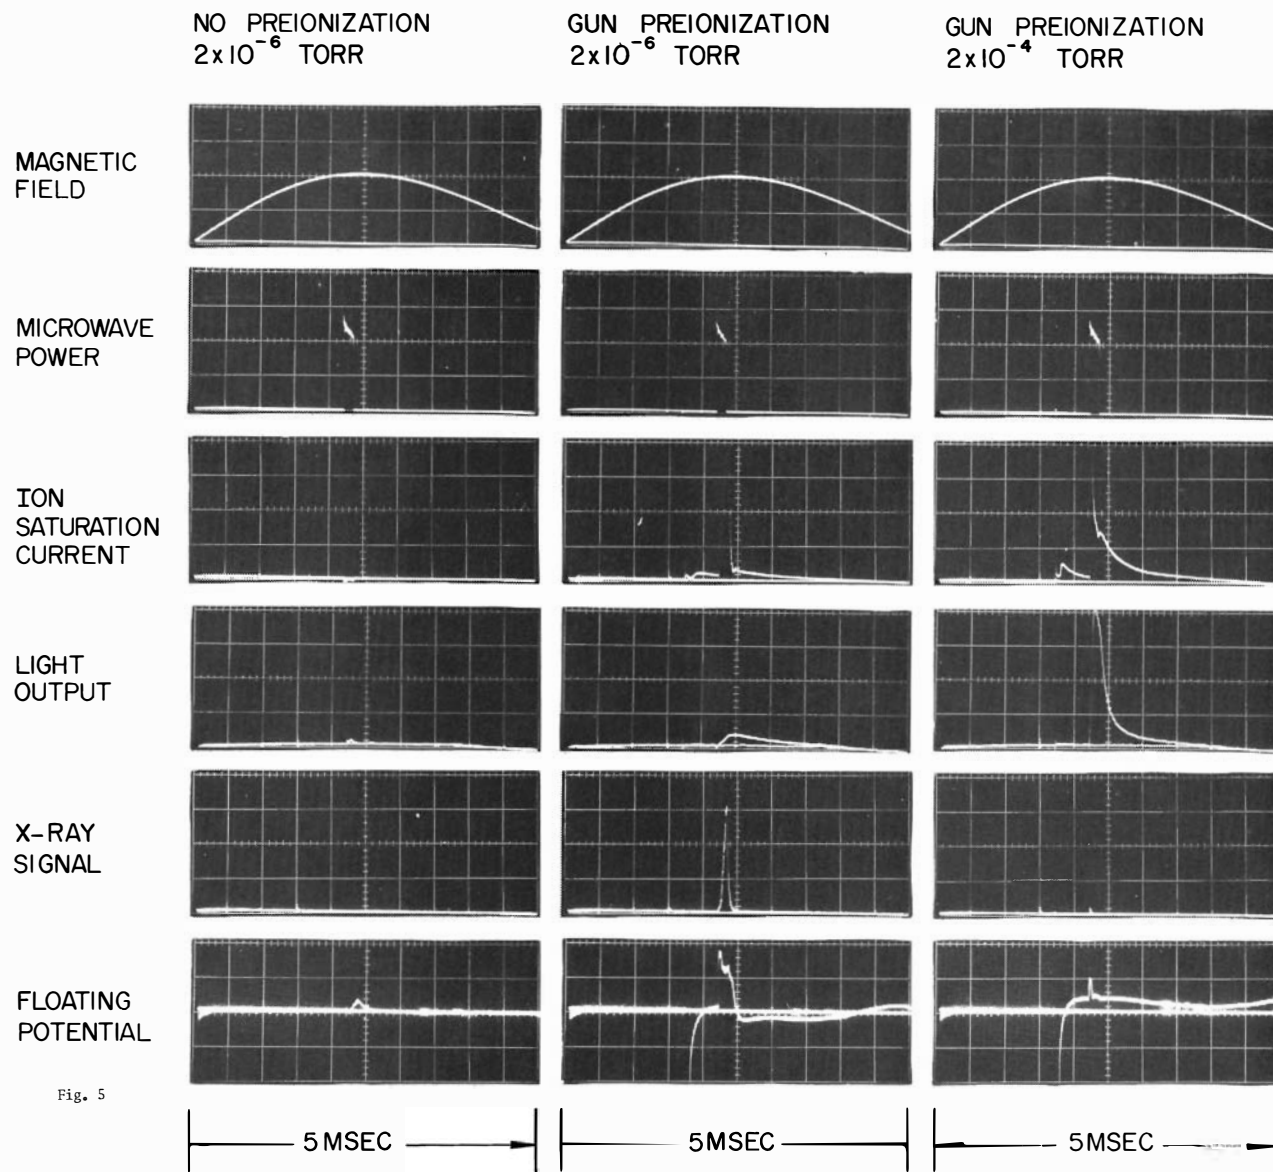 NO PREIONIZATION
2x10⁻⁶ TORR
GUN PREIONIZATION
2x10⁻⁶ TORR
GUN PREIONIZATION
2x10⁻⁴ TORR
MAGNETIC
FIELD
MICROWAVE
POWER
ION
SATURATION
CURRENT
LIGHT
OUTPUT
X-RAY
SIGNAL
FLOATING
POTENTIAL
Fig. 5
5 MSEC
5 MSEC
5 MSEC